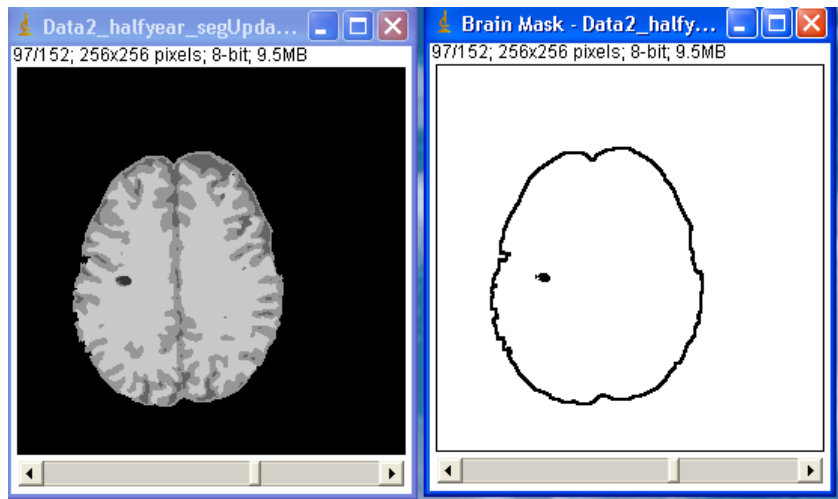 Data2_halfyear_segUpda...
97/152; 256x256 pixels; 8-bit; 9.5MB
Brain Mask - Data2_halfy...
97/152; 256x256 pixels; 8-bit; 9.5MB